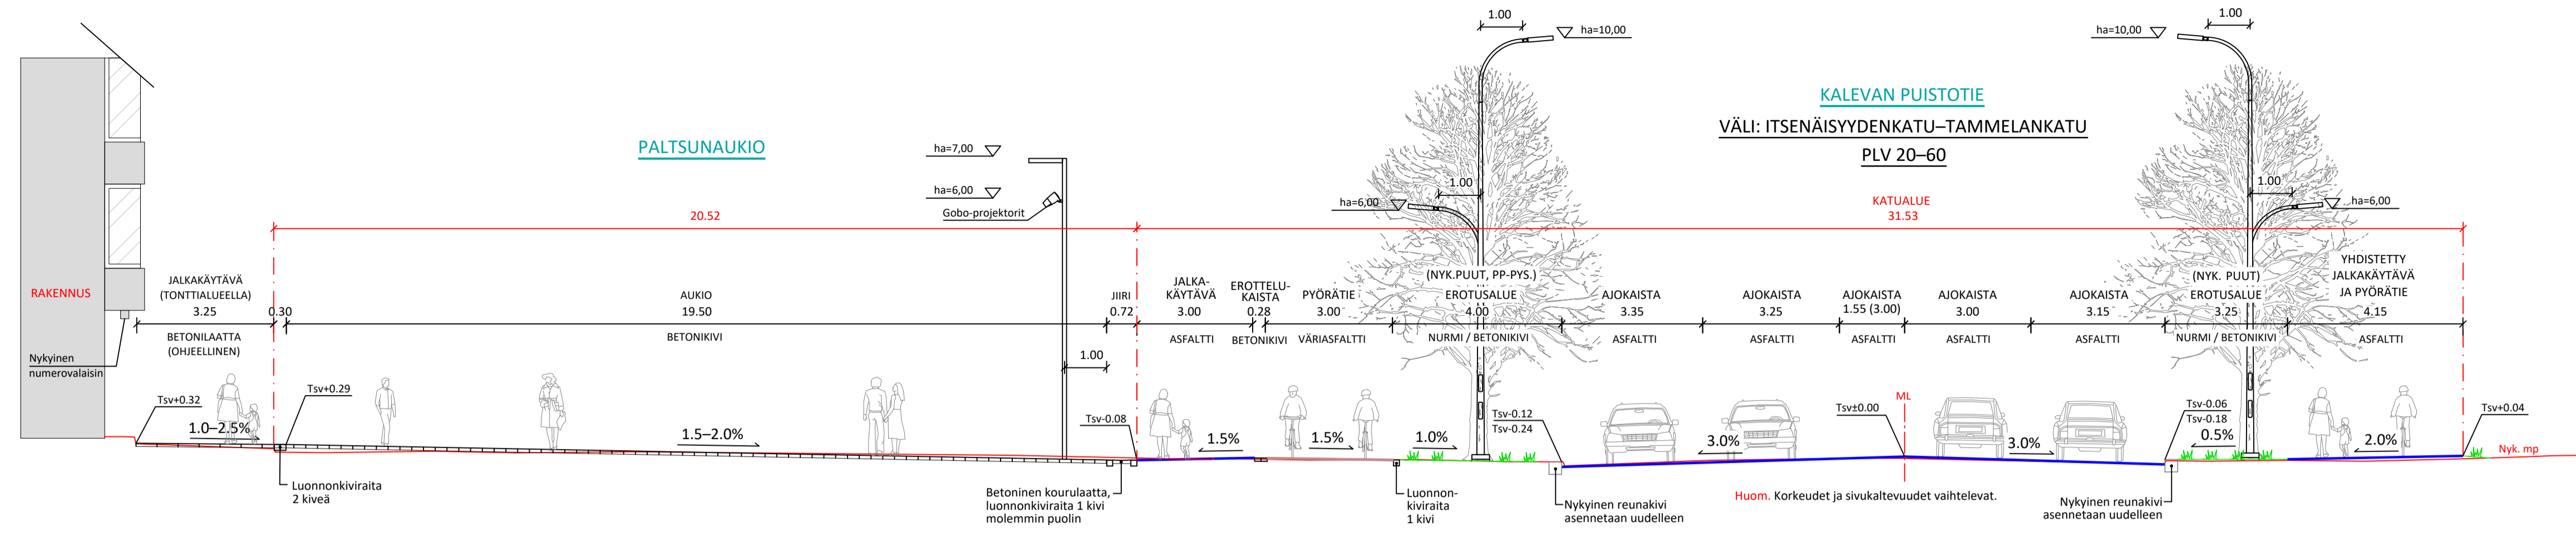 1.00
ha=10,00
ha=10,00
1.00
KALEVAN PUISTOTIE
VÄLI: ITSENÄISYYDENKATU–TAMMELANKATU
PLV 20–60
PALTSUNAUKIO
ha=7,00
ha=6,00
Gobo-projektorit
1.00
ha=6,00
1.00
ha=6,00
20.52
KATUALUE
31.53
RAKENNUS
JALKAKÄYTÄVÄ
(TONTTIALUEELLA)
3.25
BETONILAATTA
(OHJEELLINEN)
0.30
AUKIO
19.50
BETONIKIVI
JIIRI
0.72
1.00
JALKA-
KÄYTÄVÄ
3.00
ASFALTTI
EROTTELU-
KAISTA
0.28
BETONIKIVI
PYÖRÄTIE
3.00
VÄRIASFALTTI
(NYK.PUUT, PP-PYS.)
EROTUSALUE
4.00
NURMI / BETONIKIVI
AJOKAISTA
3.35
ASFALTTI
AJOKAISTA
3.25
ASFALTTI
AJOKAISTA
1.55 (3.00)
ASFALTTI
AJOKAISTA
3.00
ASFALTTI
AJOKAISTA
3.15
ASFALTTI
(NYK. PUUT)
EROTUSALUE
3.25
NURMI / BETONIKIVI
YHDISTETTY
JALKAKÄYTÄVÄ
JA PYÖRÄTIE
4.15
ASFALTTI
Nykyinen
numerovalaisin
Tsv+0.32
1.0–2.5%
Tsv+0.29
1.5–2.0%
Tsv-0.08
1.5%
1.5%
1.0%
Tsv-0.12
Tsv-0.24
3.0%
Tsv±0.00
ML
3.0%
Tsv-0.06
Tsv-0.18
0.5%
2.0%
Tsv+0.04
Nyk. mp
Luonnonkiviraita
2 kiveä
Betoninen kourulaatta,
luonnonkiviraita 1 kivi
molemmin puolin
Luonnon-
kiviraita
1 kivi
Nykyinen reunakivi
asennetaan uudelleen
Huom. Korkeudet ja sivukaltevuudet vaihtelevat.
Nykyinen reunakivi
asennetaan uudelleen